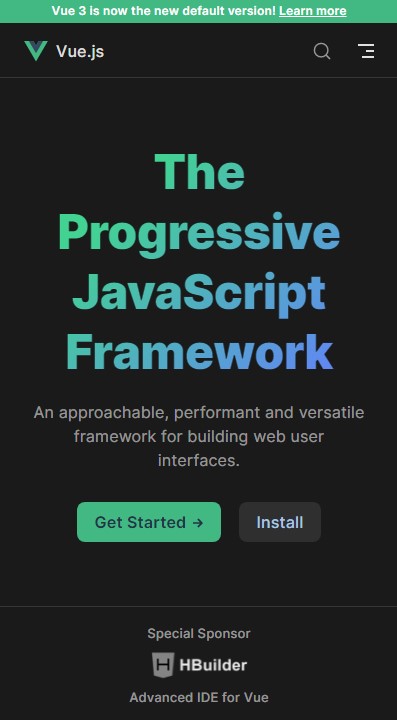 Vue 3 is now the new default version! Learn more
Vue.js
The
Progressive
JavaScript
Framework
An approachable, performant and versatile
framework for building web user
interfaces.
Get Started →
Install
Special Sponsor
HBuilder
Advanced IDE for Vue